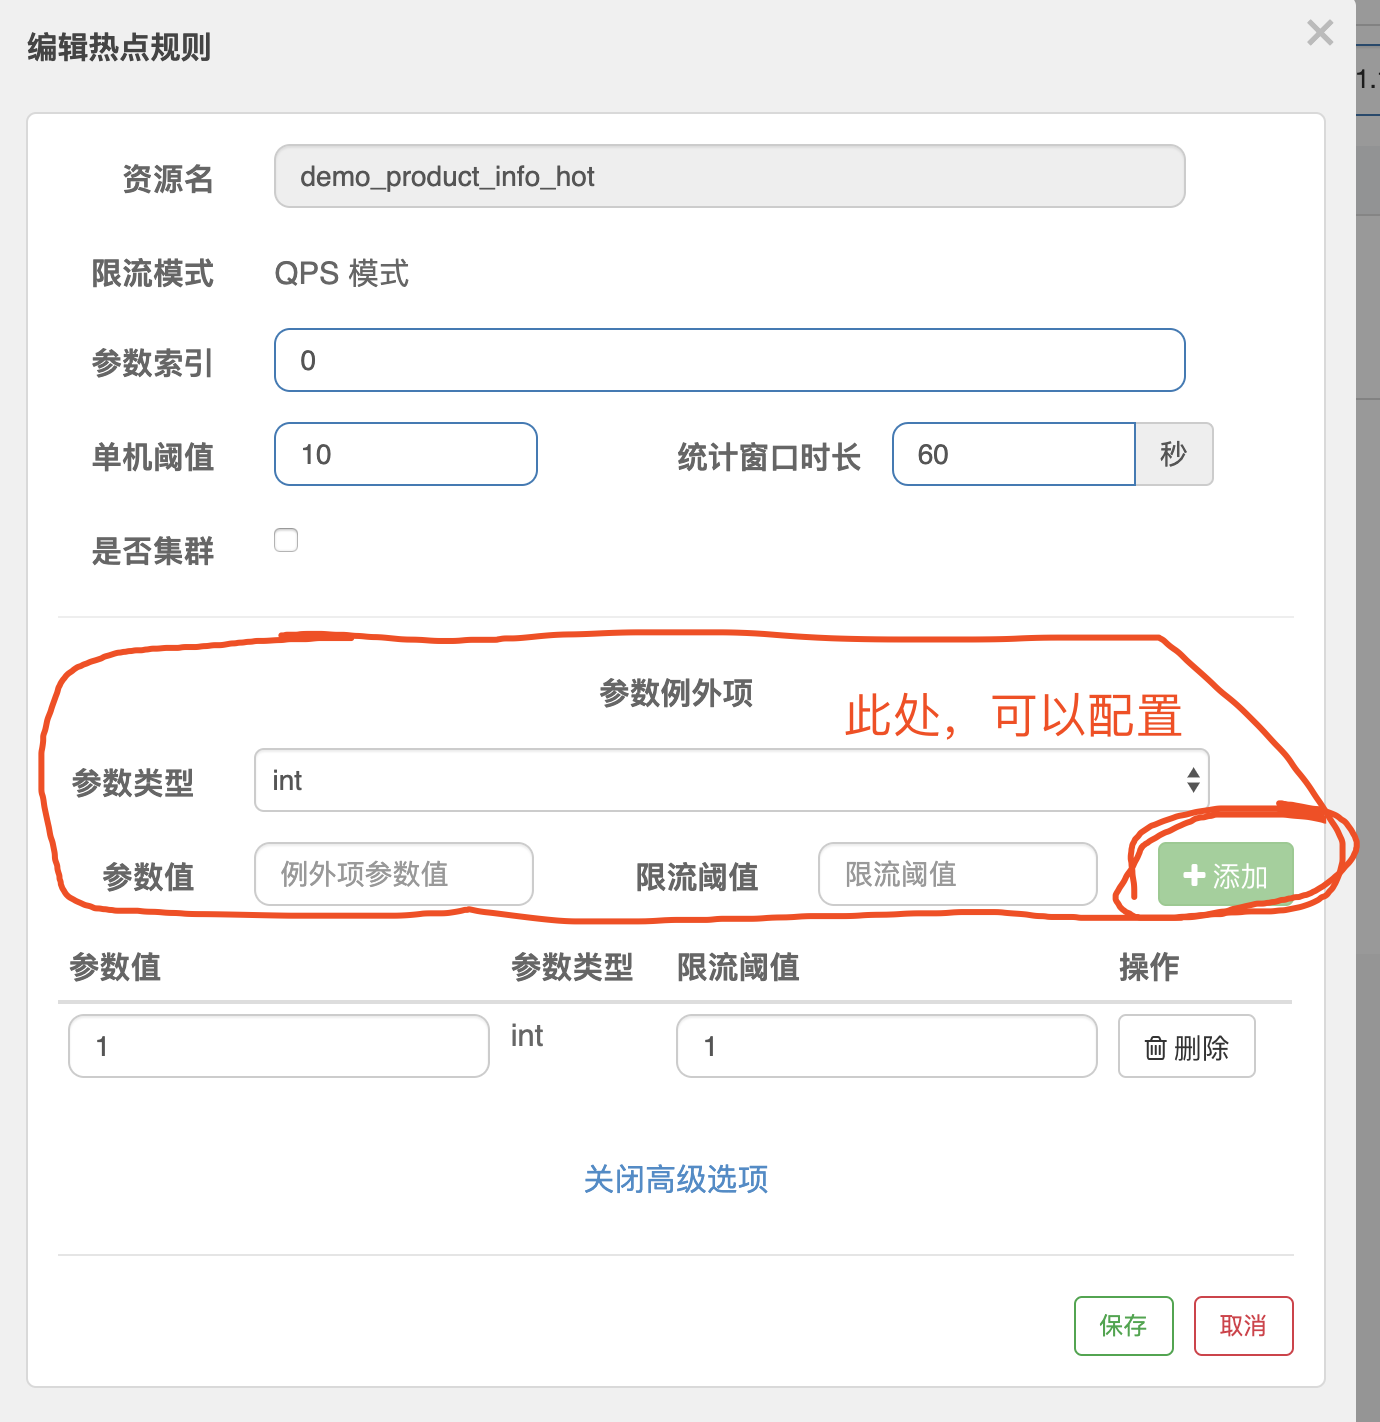 编辑热点规则
1.
资源名 demo_product_info_hot
限流模式 QPS 模式
参数索引 0
单机阈值 10 统计窗口时长 60 秒
是否集群
参数例外项
此处，可以配置
参数类型 int
参数值 例外项参数值 限流阈值 限流阈值 添加
参数值 参数类型 限流阈值 操作
1 int 1 删除
关闭高级选项
保存 取消